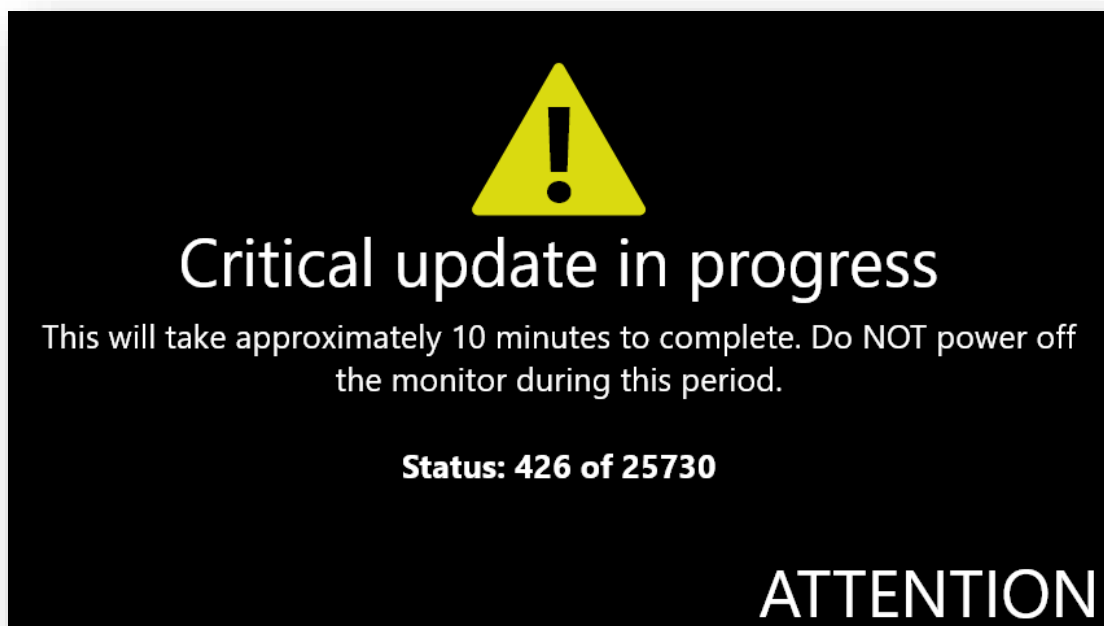 Critical update in progress
This will take approximately 10 minutes to complete. Do NOT power off
the monitor during this period.
Status: 426 of 25730
ATTENTION